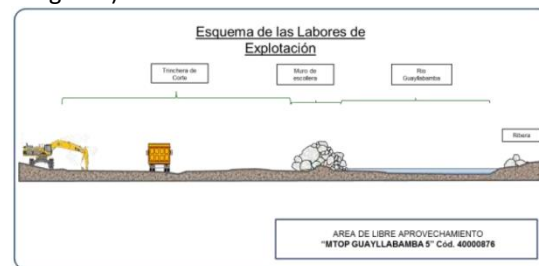 Esquema de las Labores de
Explotación
Trinchera de
Corte
Muro de
escollera
Rio
Guayllabamba
Ribera
AREA DE LIBRE APROVECHAMIENTO
"MTOP GUAYLLABAMBA 5" Cód. 40000876